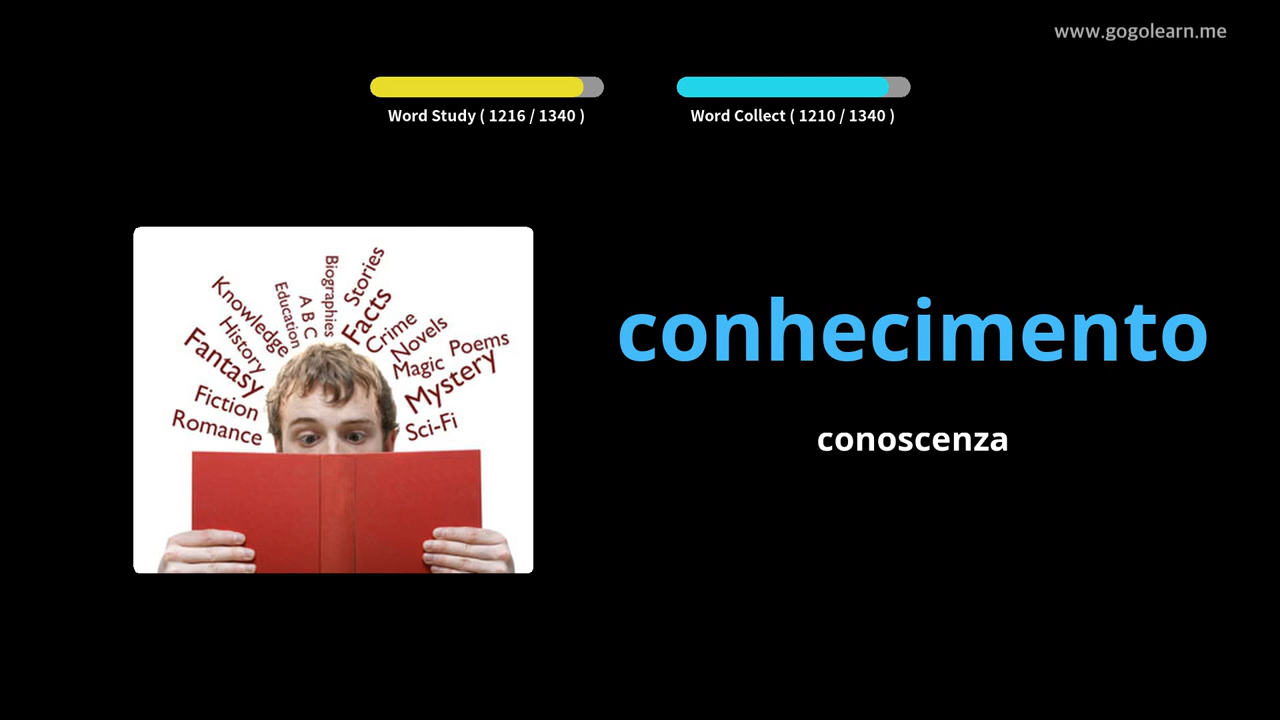 www.gogolearn.me
Word Study ( 1216 / 1340 )
Word Collect ( 1210 / 1340 )
Knowledge
Education
A B C
Biographies
Stories
Facts
Crime
Novels
Poems
Magic
Mystery
Sci-Fi
History
Fantasy
Fiction
Romance
conhecimento
conoscenza